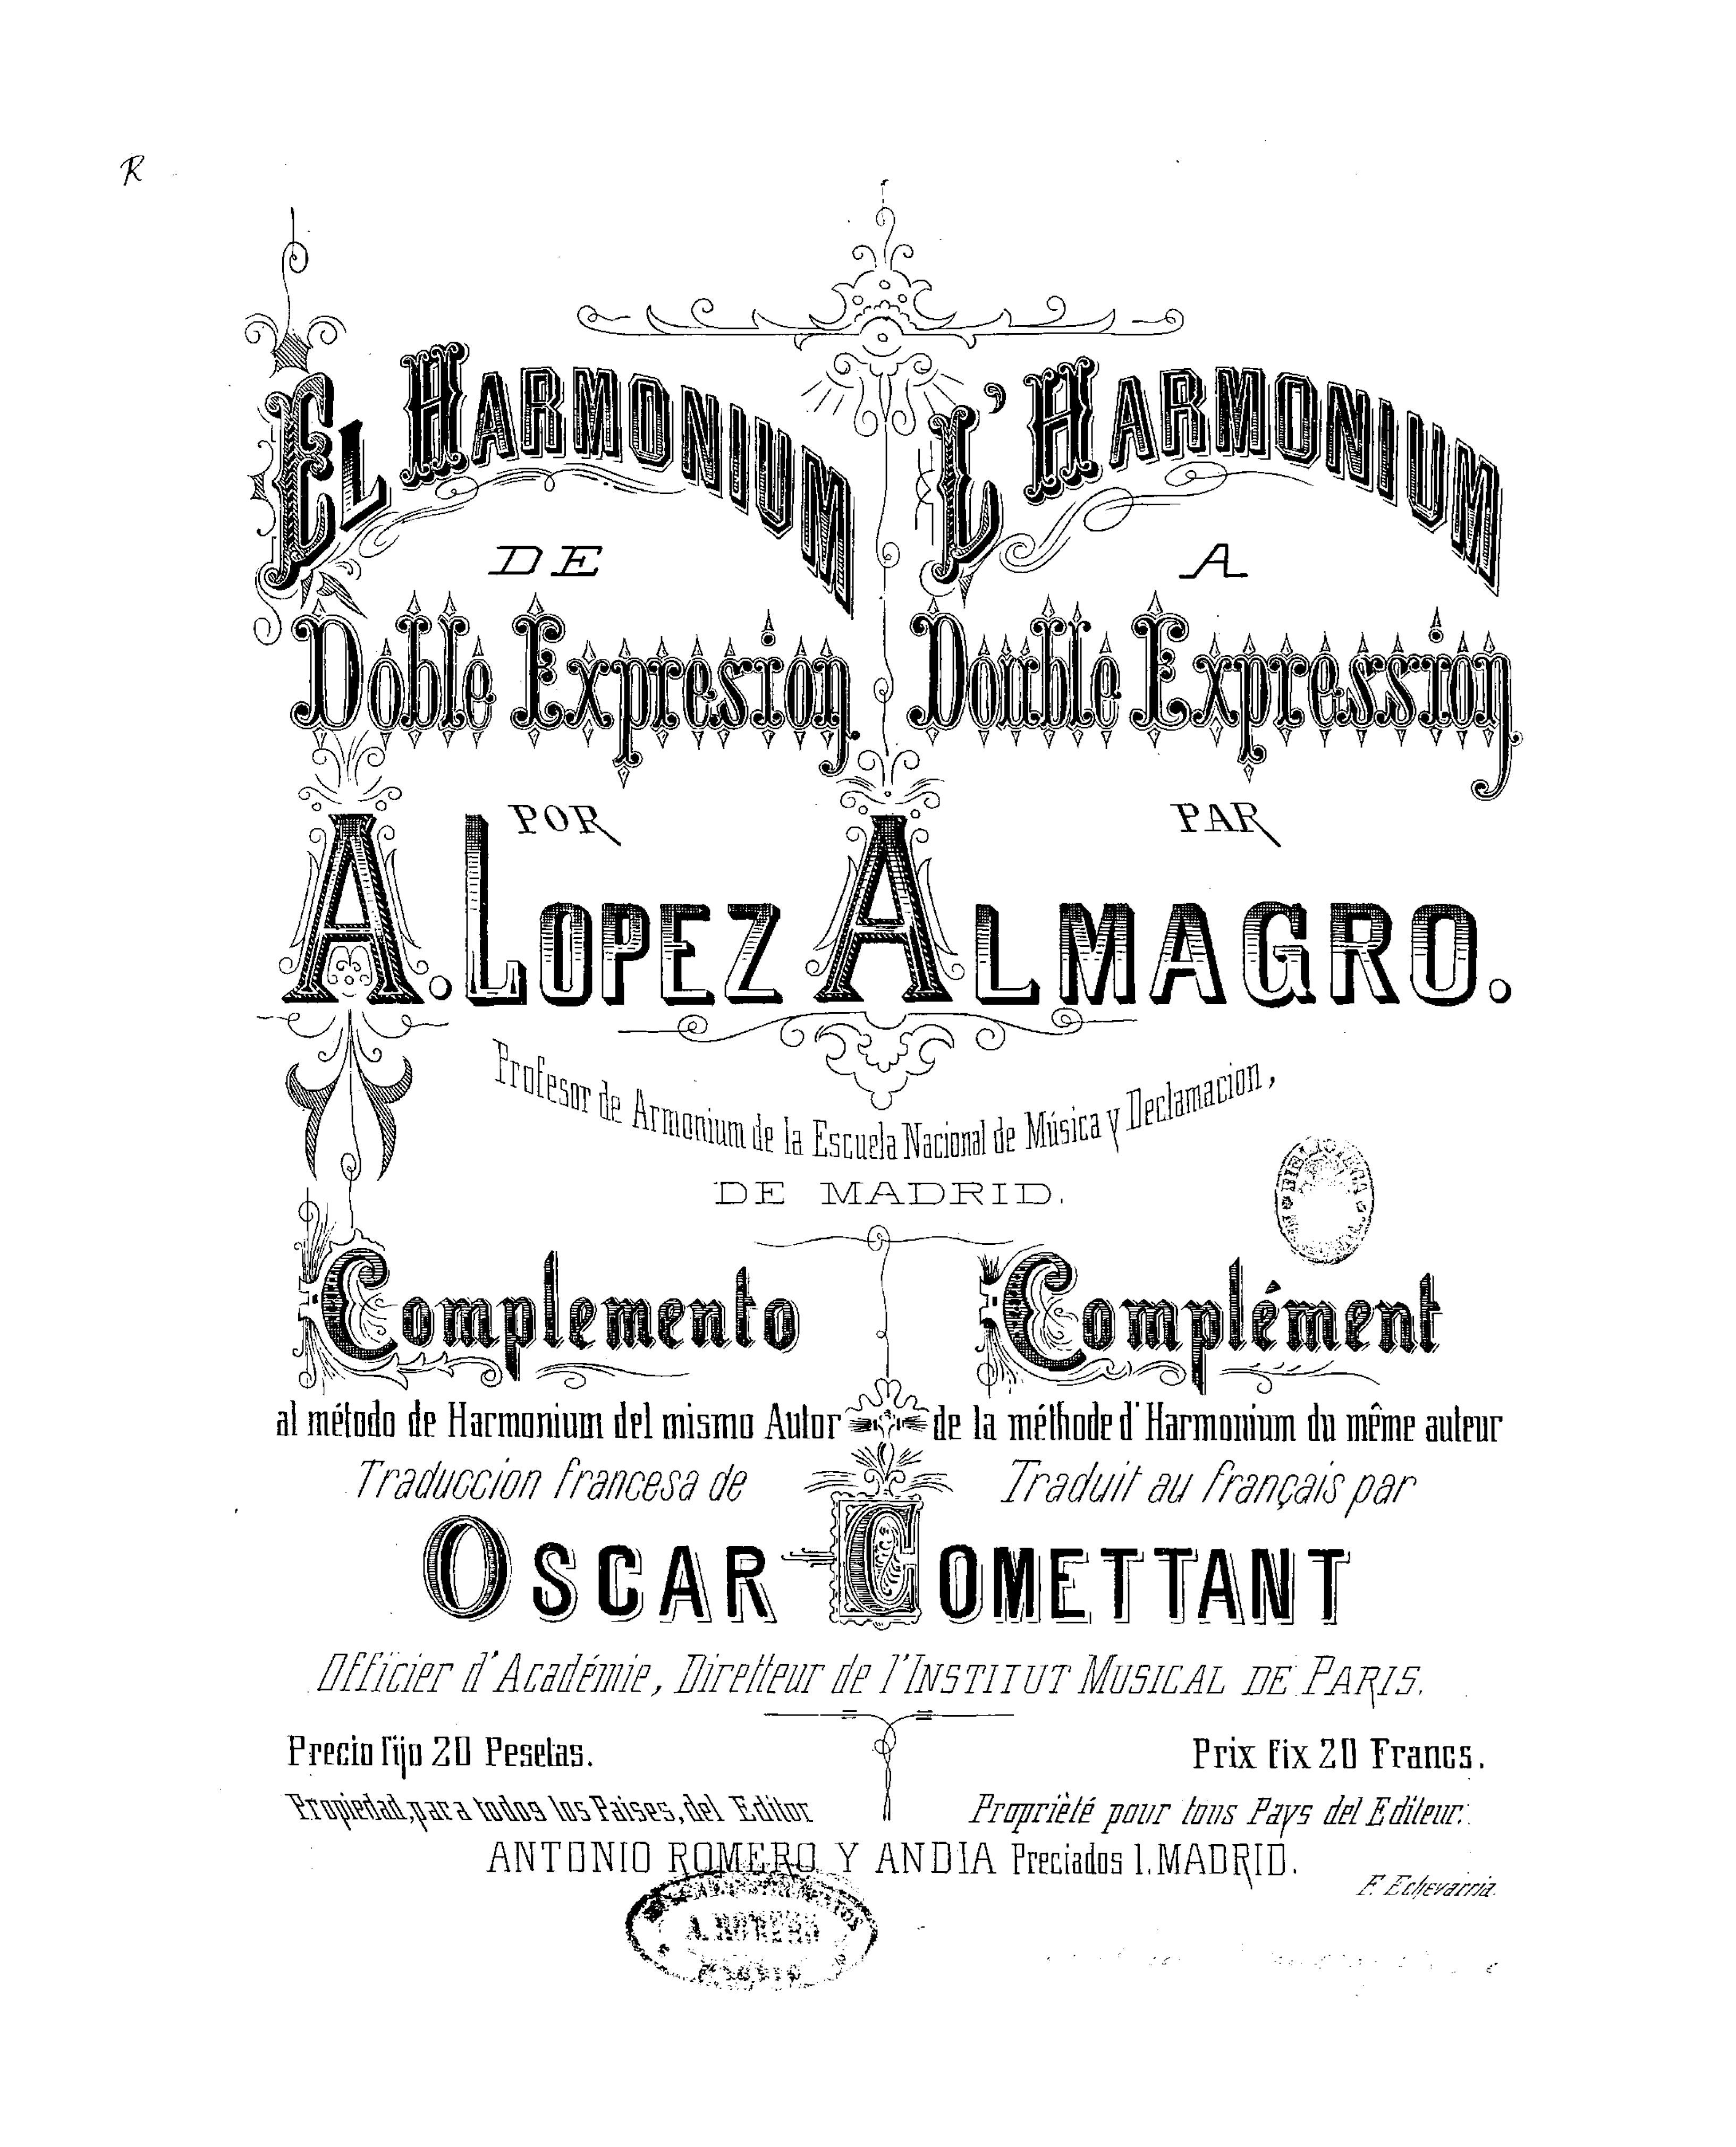 R
EL HARMONIUM
DE
Doble Expresion.
POR
L'HARMONIUM
A
Double Expression,
PAR
A. LOPEZ ALMAGRO.
Profesor de Armonium de la Escuela Nacional de Música y Declamacion,
DE MADRID.
Complemento
al método de Harmonium del mismo Autor
Traduccion francesa de
Complément
de la méthode d'Harmonium du même auteur
Traduit au français par
OSCAR COMETTANT
Officier d'Académie, Diretteur de l'INSTITUT MUSICAL DE PARIS.
Precio fijo 20 Pesetas.
Propiedad, para todos los Paises, del Editor
Prix fix 20 Francs.
Proprièté pour tous Pays del Editeur.
ANTONIO ROMERO Y ANDIA Preciados 1. MADRID.
F. Echevarria.
BIBLIOTECA
A. ROMERO